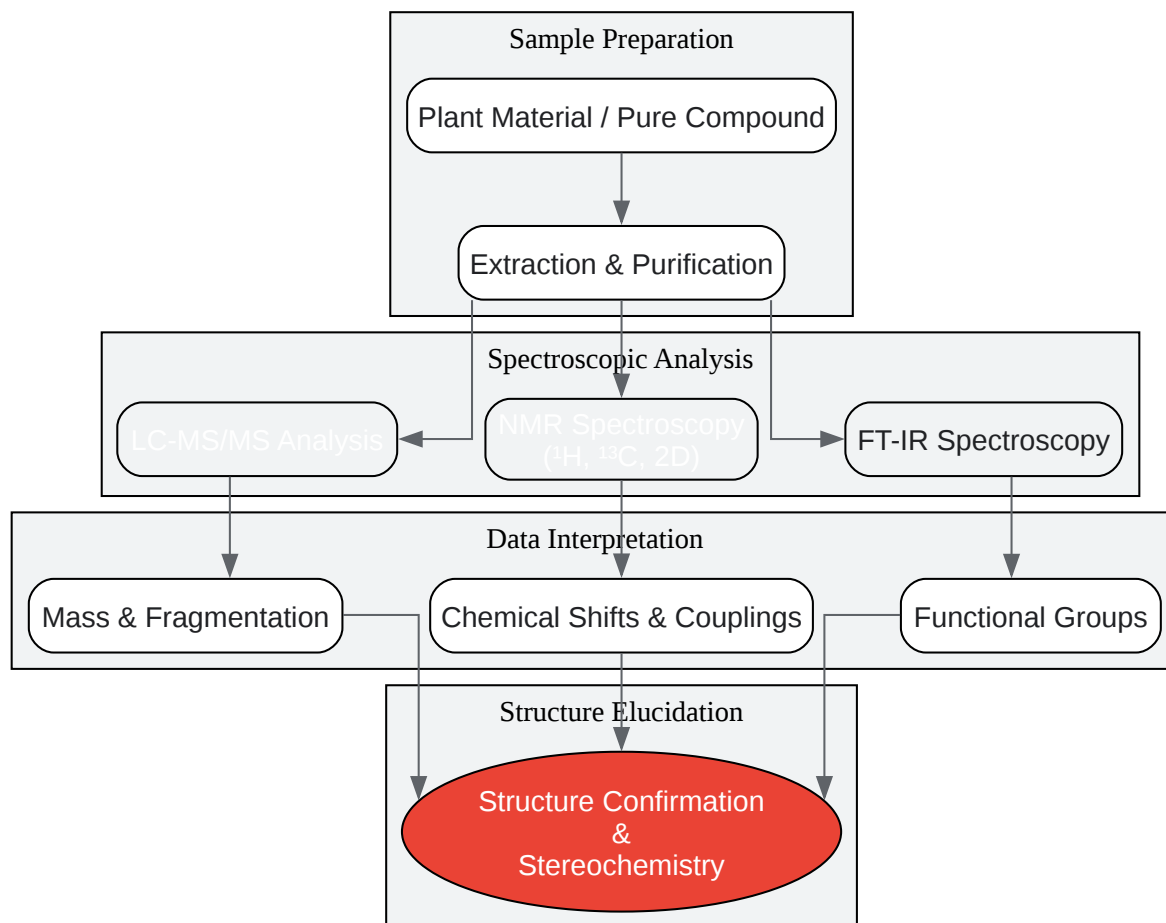 Sample Preparation
Plant Material / Pure Compound
Extraction & Purification
Spectroscopic Analysis
LC-MS/MS Analysis
NMR Spectroscopy
(¹H, ¹³C, 2D)
FT-IR Spectroscopy
Data Interpretation
Mass & Fragmentation
Chemical Shifts & Couplings
Functional Groups
Structure Elucidation
Structure Confirmation
&
Stereochemistry